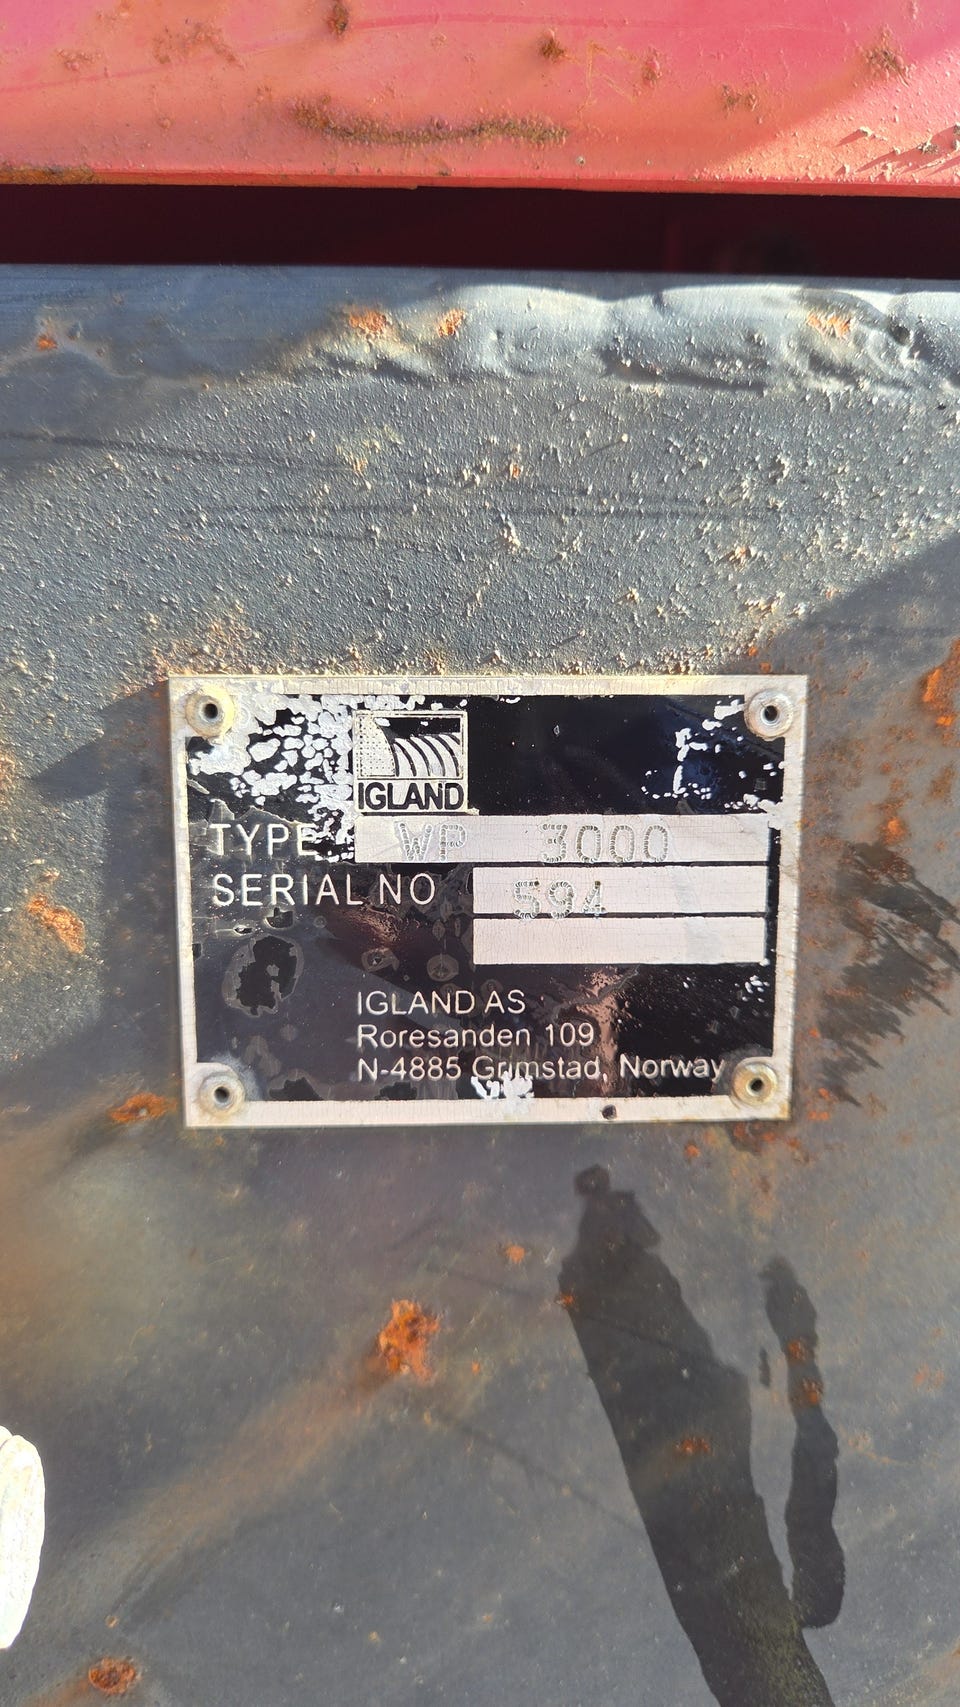 IGLAND
TYPE WP 3000
SERIAL NO 594
IGLAND AS
Roresanden 109
N-4885 Grimstad, Norway